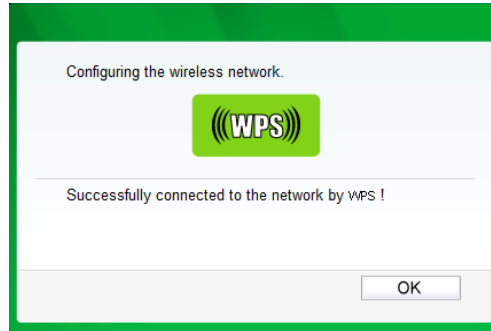 Configuring the wireless network.
(((WPS)))
Successfully connected to the network by WPS !
OK